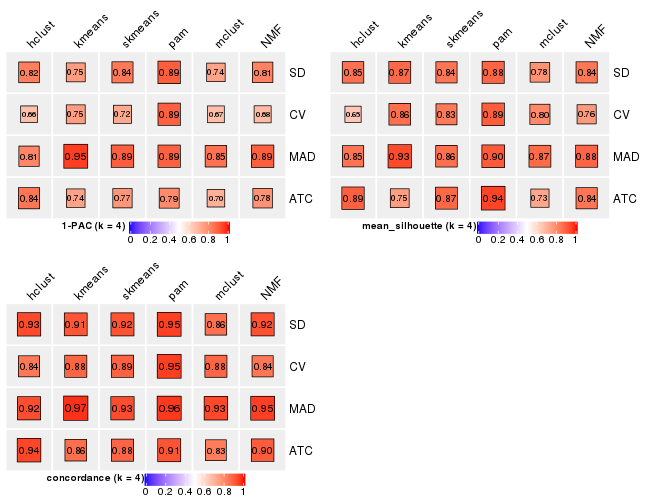 hclust kmeans skmeans pam mclust NMF
0.82 0.75 0.84 0.89 0.74 0.81 SD
0.66 0.75 0.72 0.89 0.67 0.68 CV
0.81 0.95 0.89 0.89 0.85 0.89 MAD
0.84 0.74 0.77 0.79 0.70 0.78 ATC
1-PAC (k = 4)
0 0.2 0.4 0.6 0.8 1
hclust kmeans skmeans pam mclust NMF
0.85 0.87 0.84 0.88 0.78 0.84 SD
0.65 0.86 0.83 0.89 0.80 0.76 CV
0.85 0.93 0.86 0.90 0.87 0.88 MAD
0.89 0.75 0.87 0.94 0.73 0.84 ATC
mean_silhouette (k = 4)
0 0.2 0.4 0.6 0.8 1
hclust kmeans skmeans pam mclust NMF
0.93 0.91 0.92 0.95 0.86 0.92 SD
0.84 0.88 0.89 0.95 0.88 0.84 CV
0.92 0.97 0.93 0.96 0.93 0.95 MAD
0.94 0.86 0.88 0.91 0.83 0.90 ATC
concordance (k = 4)
0 0.2 0.4 0.6 0.8 1